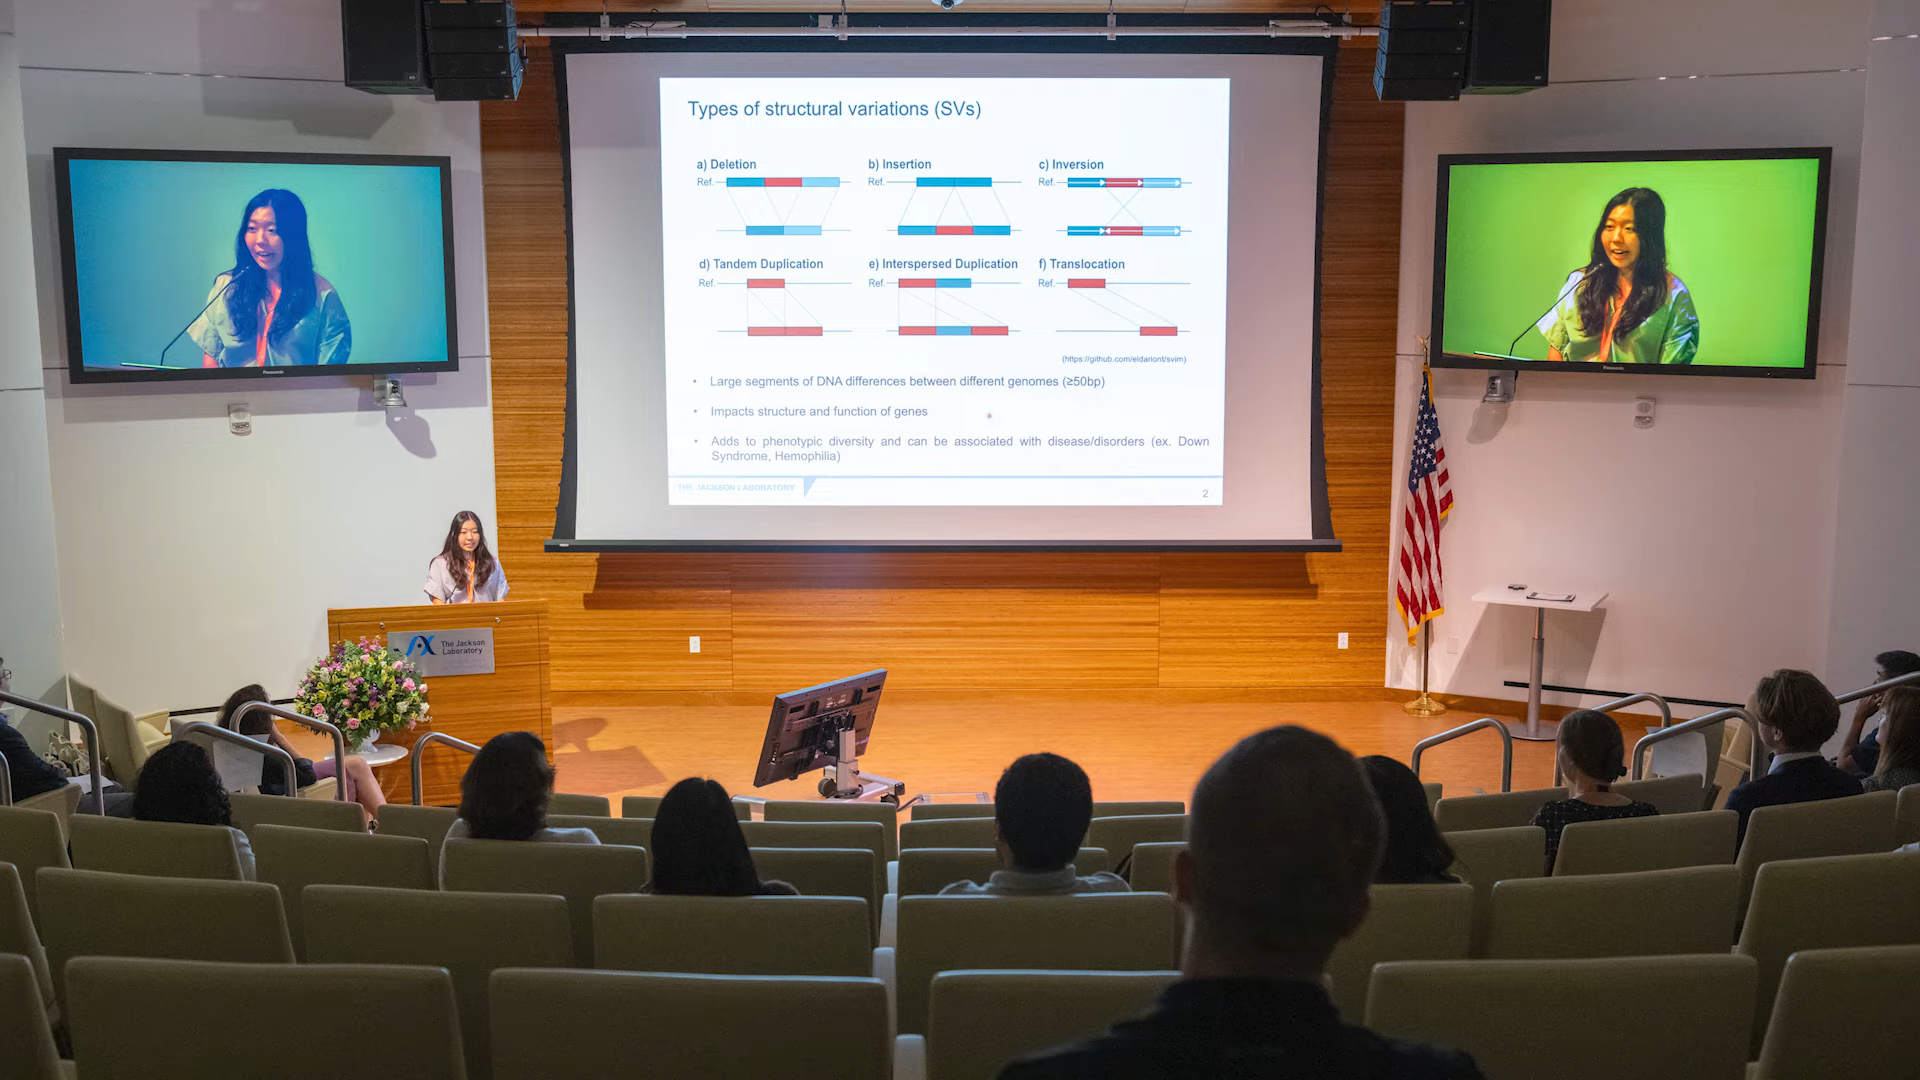 Types of structural variations (SVs)
a) Deletion
b) Insertion
c) Inversion
Ref.
Ref.
Ref.
d) Tandem Duplication
e) Interspersed Duplication
f) Translocation
Ref.
Ref.
Ref.
(https://github.com/eldariont/svim)
• Large segments of DNA differences between different genomes (≥50bp)
• Impacts structure and function of genes
• Adds to phenotypic diversity and can be associated with disease/disorders (ex. Down
Syndrome, Hemophilia)
THE JACKSON LABORATORY
2
Panasonic
Panasonic
The Jackson
Laboratory